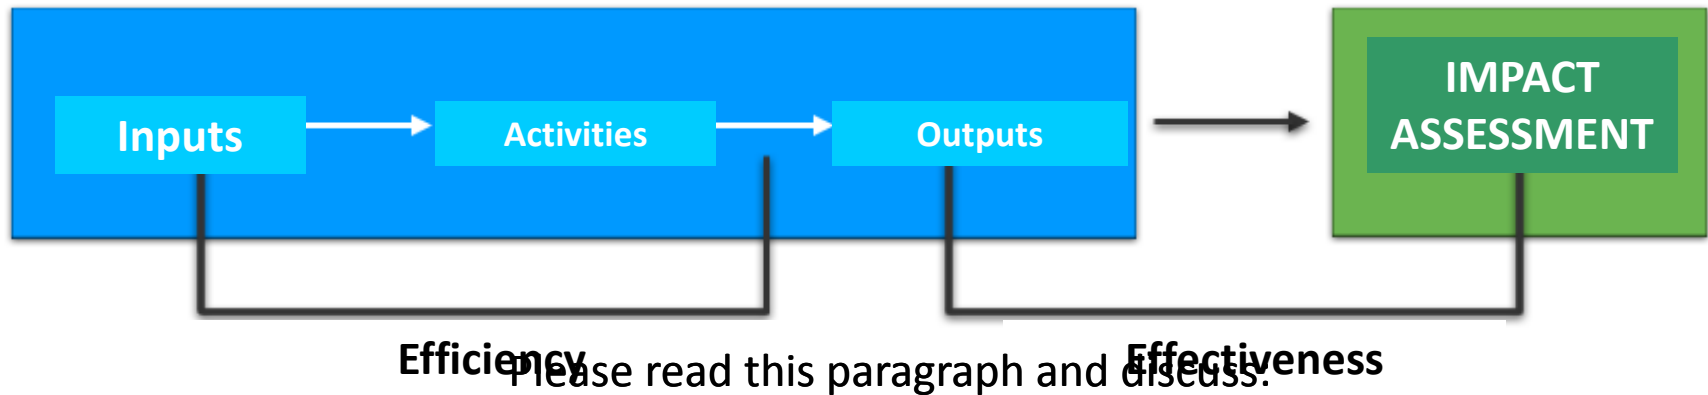 Inputs
Activities
Outputs
IMPACT
ASSESSMENT
Efficiency
Effectiveness
Please read this paragraph and discuss: